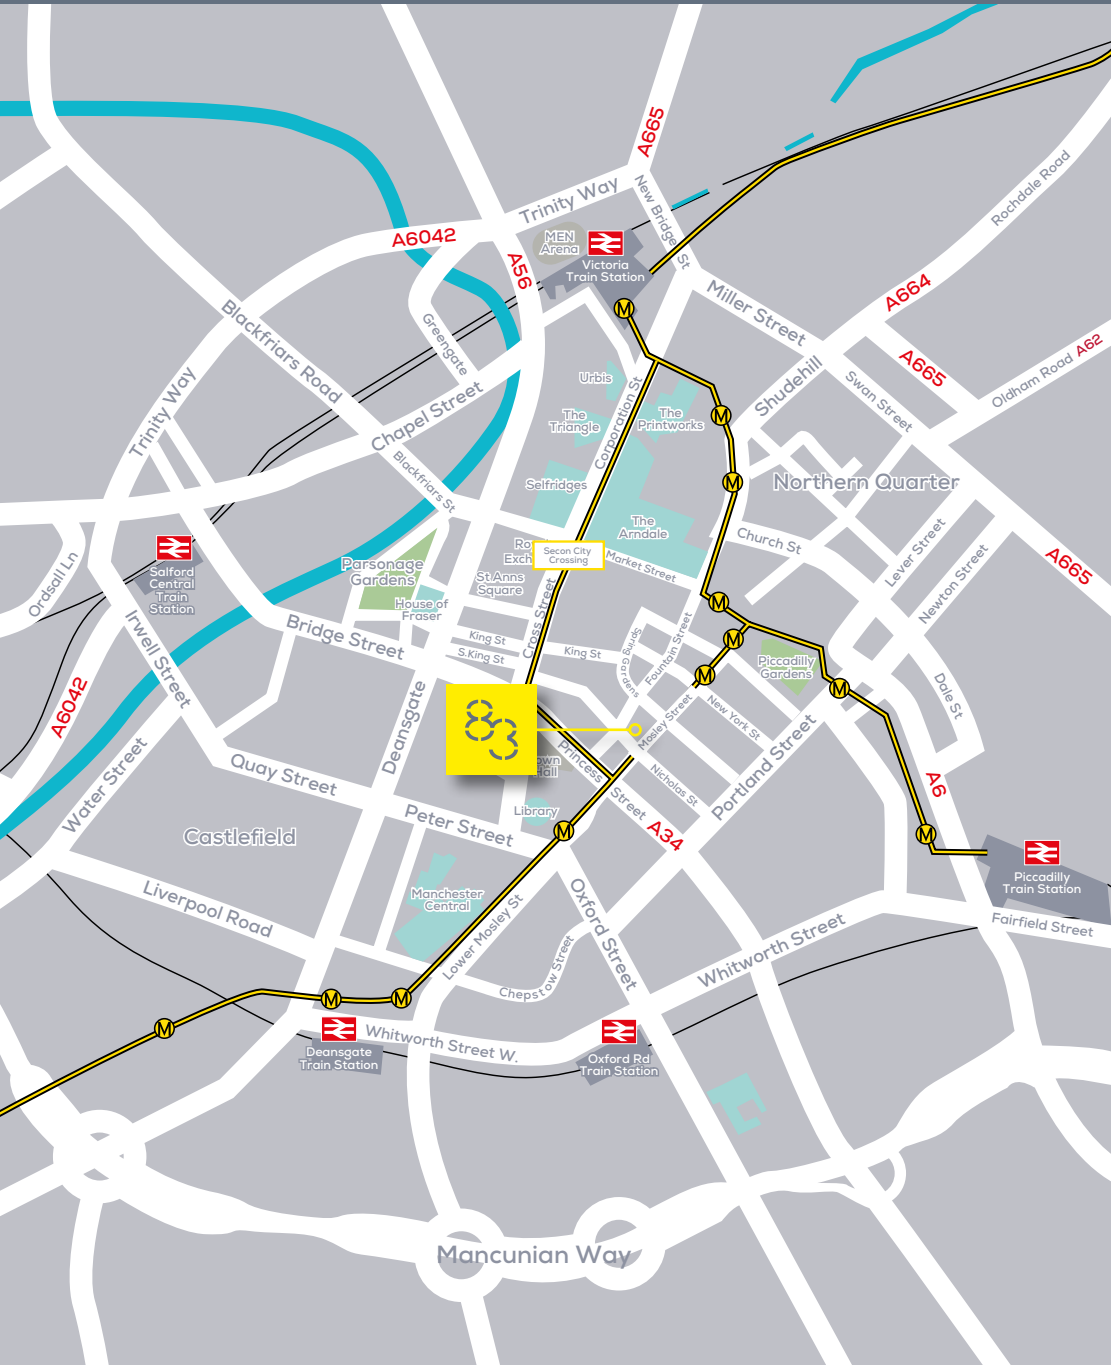 A665
Rochdale Road
Trinity Way
New Bridge St
A6042
MEN
Arena
Victoria
Train Station
A56
Miller Street
A664
Blackfriars Road
Greengate
M
A665
Oldham Road
A62
Shudehill
Swan Street
Trinity Way
Chapel Street
Urbis
Corporation St
The
Printworks
The
Triangle
M
Blackfriars St
Selfridges
M
Northern Quarter
The
Arndale
Church St
Lever Street
Newton Street
A665
Secon City
Crossing
Market Street
Ordsall Ln
Salford
Central
Train
Station
Parsonage
Gardens
St.Anns
Square
House of
Fraser
Cross Street
M
Irwell Street
Bridge Street
King St
S.King St
King St
Spring Gardens
Fountain Street
M
Piccadilly
Gardens
M
M
Dale St
A6042
Deansgate
83
New York St
Mosley Street
Portland Street
Princess
Street
Hall
Nicholas St
Water Street
Quay Street
Library
Peter Street
M
A34
A6
M
Castlefield
Piccadilly
Train Station
Manchester
Central
Liverpool Road
Lower Mosley St
Oxford Street
Chepstow Street
Whitworth Street
Fairfield Street
M
M
M
Deansgate
Train Station
Whitworth Street W.
Oxford Rd
Train Station
Mancunian Way